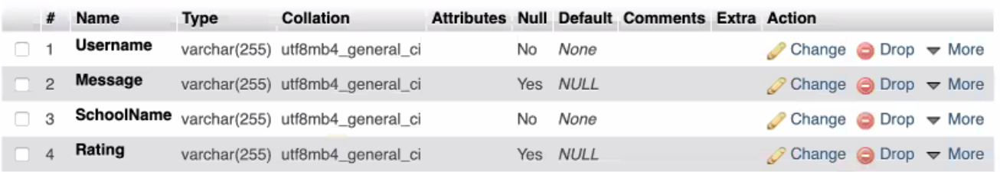 # Name Type Collation Attributes Null Default Comments Extra Action
1 Username varchar(255) utf8mb4_general_ci No None Change Drop More
2 Message varchar(255) utf8mb4_general_ci Yes NULL Change Drop More
3 SchoolName varchar(255) utf8mb4_general_ci No None Change Drop More
4 Rating varchar(255) utf8mb4_general_ci Yes NULL Change Drop More